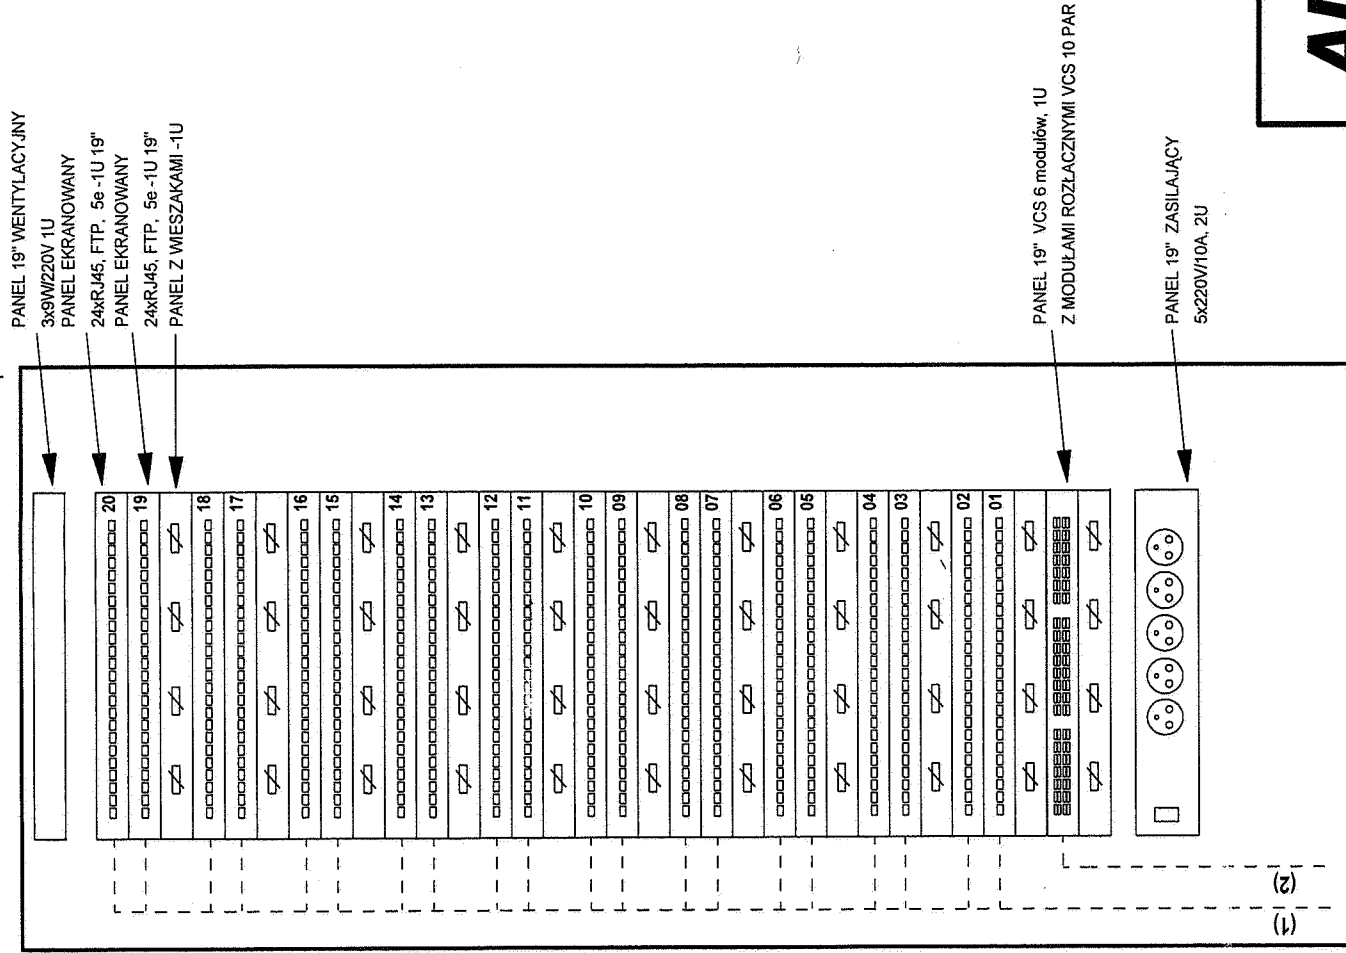 PANEL 19" WENTYLACYJNY
3x9W/220V 1U
PANEL EKRANOWANY
24xRJ45, FTP, 5e -1U 19"
PANEL EKRANOWANY
24xRJ45, FTP, 5e -1U 19"
PANEL Z WIESZAKAMI -1U
PANEL 19" VCS 6 modułów, 1U
Z MODUŁAMI ROZŁACZNYMI VCS 10 PAR
PANEL 19" ZASILAJĄCY
5x220V/10A, 2U
20
19
18
17
16
15
14
13
12
11
10
09
08
07
06
05
04
03
02
01
(2)
(1)